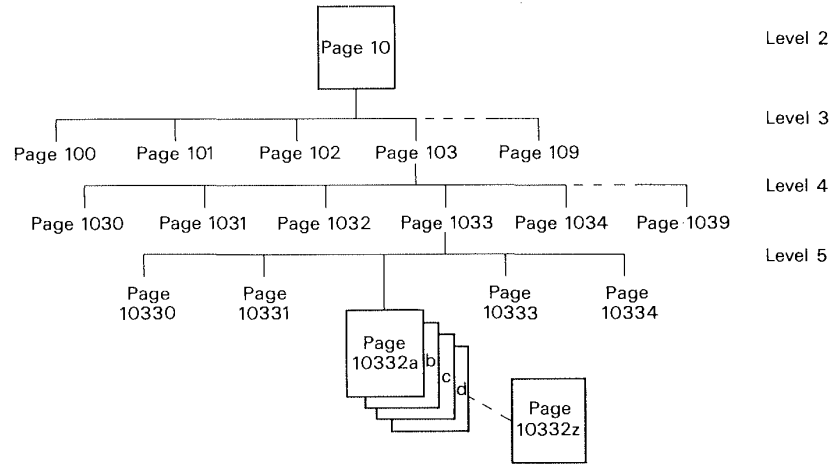 Page 10
Level 2
Level 3
Page 100 Page 101 Page 102 Page 103 Page 109
Level 4
Page 1030 Page 1031 Page 1032 Page 1033 Page 1034 Page 1039
Level 5
Page
10330
Page
10331
Page
10333
Page
10334
Page
10332a
b
c
d
Page
10332z